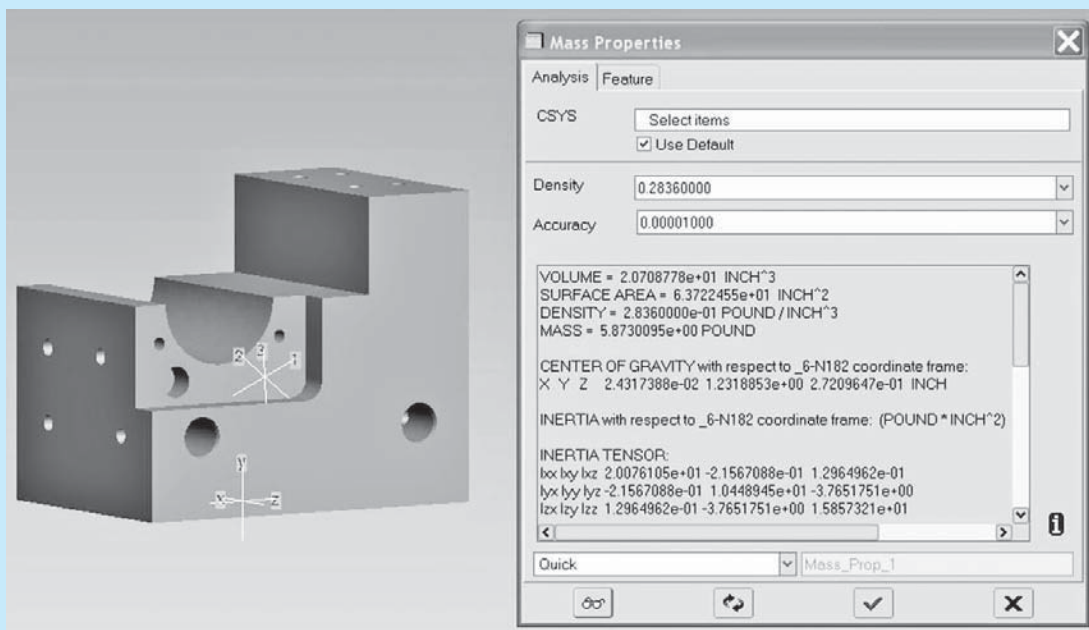 Mass Properties
Analysis Feature
CSYS
Select items
Use Default
Density 0.28360000
Accuracy 0.00001000
VOLUME = 2.0708778e+01 INCH^3
SURFACE AREA = 6.3722455e+01 INCH^2
DENSITY = 2.8360000e-01 POUND / INCH^3
MASS = 5.8730095e+00 POUND
CENTER OF GRAVITY with respect to _6-N182 coordinate frame:
X Y Z 2.4317388e-02 1.2318853e+00 2.7209647e-01 INCH
INERTIA with respect to _6-N182 coordinate frame: (POUND * INCH^2)
INERTIA TENSOR:
Ixx Ixy Ixz 2.0076105e+01 -2.1567088e-01 1.2964962e-01
Iyx Iyy Iyz -2.1567088e-01 1.0448945e+01 -3.7651751e+00
Izx Izy Izz 1.2964962e-01 -3.7651751e+00 1.5857321e+01
Quick Mass_Prop_1
2 3 1
y
x z